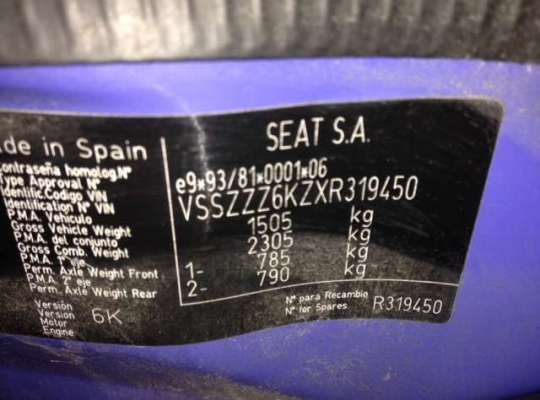 de in Spain
SEAT S.A.
contraseña homolog.Nº
Type Approval Nº
e9*93/81*0001*06
Identific.Codigo VIN
Identification Nº VIN
VSSZZZ6KZXR319450
P.M.A. Vehiculo
Gross Vehicle Weight
1505 kg
P.M.A. del conjunto
Gross Comb. Weight
2305 kg
P.M.A. 1º eje
Perm. Axle Weight Front
1- 785 kg
P.M.A. 2º eje
Perm. Axle Weight Rear
2- 790 kg
Versión
Version
Motor
Engine
6K
Nº para Recambio
Nº for Spares
R319450